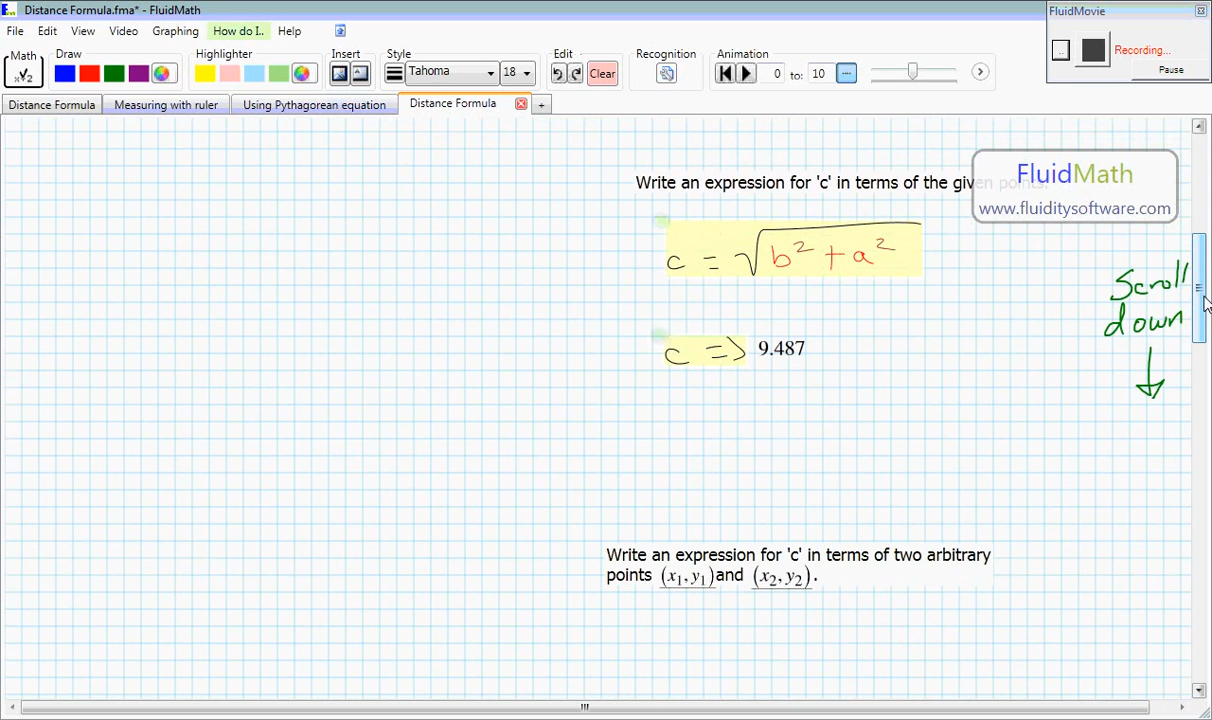 Distance Formula.fma* - FluidMath
FluidMovie
File Edit View Video Graphing How do I.. Help
Recording...
Pause
Math Draw Highlighter Insert Style Edit Recognition Animation
√2 Tahoma 18 Clear 0 to: 10
Distance Formula Measuring with ruler Using Pythagorean equation Distance Formula +
Write an expression for 'c' in terms of the given points.
FluidMath
www.fluiditysoftware.com
c = √(b² + a²)
Scroll
down
c => 9.487
Write an expression for 'c' in terms of two arbitrary
points (x₁, y₁) and (x₂, y₂).